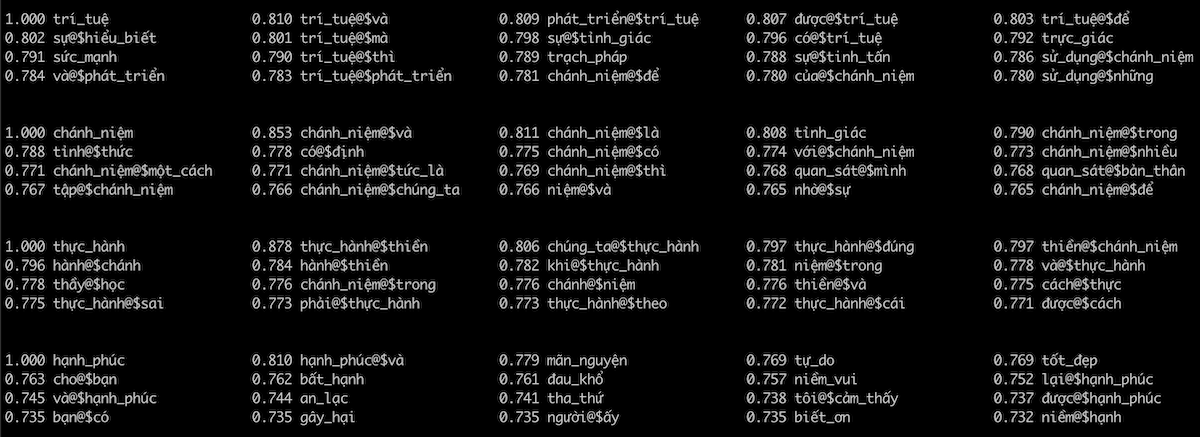 1.000 trí_tuệ 0.810 trí_tuệ@$và 0.809 phát_triển@$trí_tuệ 0.807 được@$trí_tuệ 0.803 trí_tuệ@$để
0.802 sự@$hiểu_biết 0.801 trí_tuệ@$mà 0.798 sự@$tỉnh_giác 0.796 có@$trí_tuệ 0.792 trực_giác
0.791 sức_mạnh 0.790 trí_tuệ@$thì 0.789 trạch_pháp 0.788 sự@$tinh_tấn 0.786 sử_dụng@$chánh_niệm
0.784 và@$phát_triển 0.783 trí_tuệ@$phát_triển 0.781 chánh_niệm@$để 0.780 của@$chánh_niệm 0.780 sử_dụng@$những
1.000 chánh_niệm 0.853 chánh_niệm@$và 0.811 chánh_niệm@$là 0.808 tỉnh_giác 0.790 chánh_niệm@$trong
0.788 tỉnh@$thức 0.778 có@$định 0.775 chánh_niệm@$có 0.774 với@$chánh_niệm 0.773 chánh_niệm@$nhiều
0.771 chánh_niệm@$một_cách 0.771 chánh_niệm@$tức_là 0.769 chánh_niệm@$thì 0.768 quan_sát@$mình 0.768 quan_sát@$bản_thân
0.767 tập@$chánh_niệm 0.766 chánh_niệm@$chúng_ta 0.766 niệm@$và 0.765 nhờ@$sự 0.765 chánh_niệm@$để
1.000 thực_hành 0.878 thực_hành@$thiền 0.806 chúng_ta@$thực_hành 0.797 thực_hành@$đúng 0.797 thiền@$chánh_niệm
0.796 hành@$chánh 0.784 hành@$thiền 0.782 khi@$thực_hành 0.781 niệm@$trong 0.778 và@$thực_hành
0.778 thầy@$học 0.776 chánh_niệm@$trong 0.776 chánh@$niệm 0.776 thiền@$và 0.775 cách@$thực
0.775 thực_hành@$sai 0.773 phải@$thực_hành 0.773 thực_hành@$theo 0.772 thực_hành@$cái 0.771 được@$cách
1.000 hạnh_phúc 0.810 hạnh_phúc@$và 0.779 mãn_nguyện 0.769 tự_do 0.769 tốt_đẹp
0.763 cho@$bạn 0.762 bất_hạnh 0.761 đau_khổ 0.757 niềm_vui 0.752 lại@$hạnh_phúc
0.745 và@$hạnh_phúc 0.744 an_lạc 0.741 tha_thứ 0.738 tôi@$cảm_thấy 0.737 được@$hạnh_phúc
0.735 bạn@$có 0.735 gây_hại 0.735 người@$ấy 0.735 biết_ơn 0.732 niềm@$hạnh